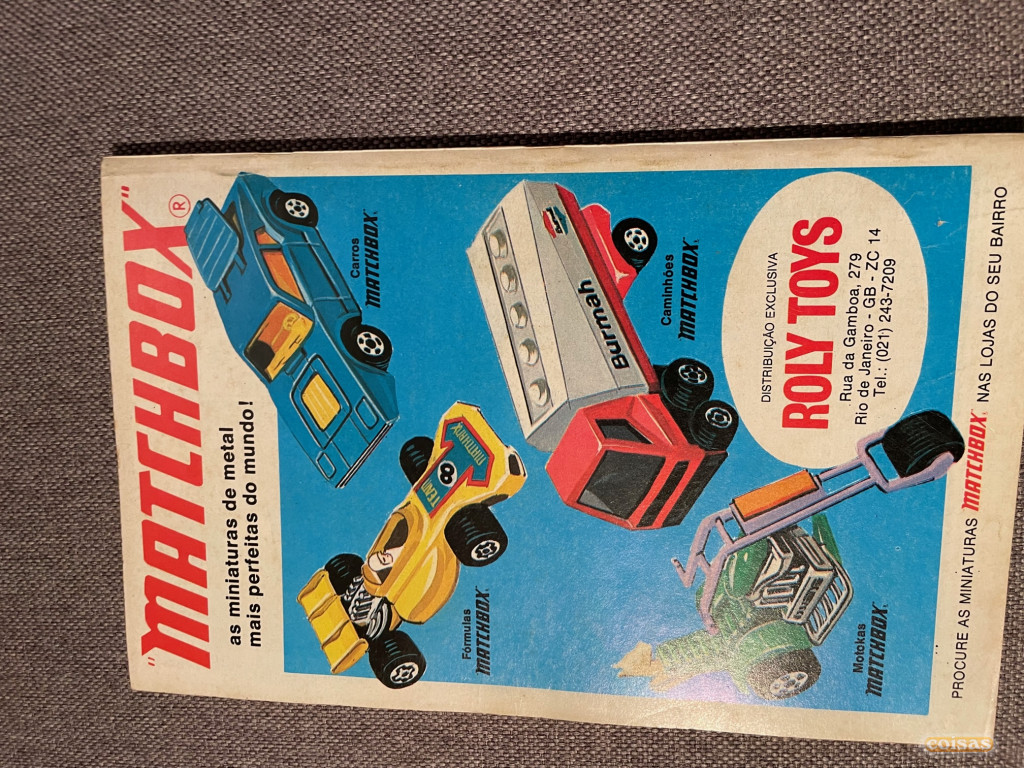 "MATCHBOX"®
as miniaturas de metal
mais perfeitas do mundo!
Carros
MATCHBOX
MATCHBOX
8
Fórmulas
MATCHBOX
Burmah
Caminhões
MATCHBOX
Motokas
MATCHBOX
DISTRIBUIÇÃO EXCLUSIVA
ROLY TOYS
Rua da Gamboa, 279
Rio de Janeiro - GB - ZC 14
Tel.: (021) 243-7209
PROCURE AS MINIATURAS MATCHBOX NAS LOJAS DO SEU BAIRRO
coisas